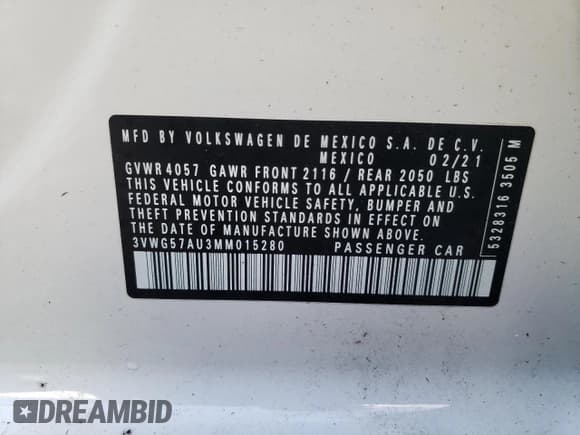 MFD BY VOLKSWAGEN DE MEXICO S.A. DE C.V.
MEXICO 02/21
GVWR 4057 GAWR FRONT 2116 / REAR 2050 LBS
THIS VEHICLE CONFORMS TO ALL APPLICABLE U.S.
FEDERAL MOTOR VEHICLE SAFETY, BUMPER AND
THEFT PREVENTION STANDARDS IN EFFECT ON
THE DATE OF MANUFACTURE SHOWN ABOVE.
3VWG57AU3MM015280 PASSENGER CAR
5328316 3505 M
DREAMBID